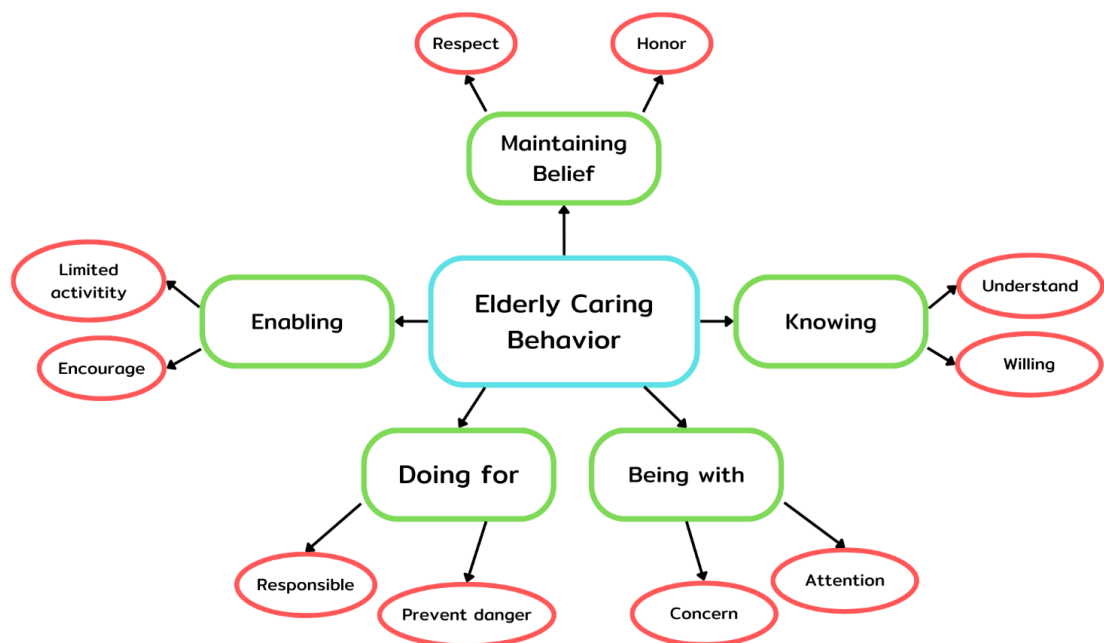 Respect
Honor
Maintaining
Belief
Limited
activitity
Encourage
Enabling
Elderly Caring
Behavior
Knowing
Understand
Willing
Doing for
Being with
Responsible
Prevent danger
Concern
Attention